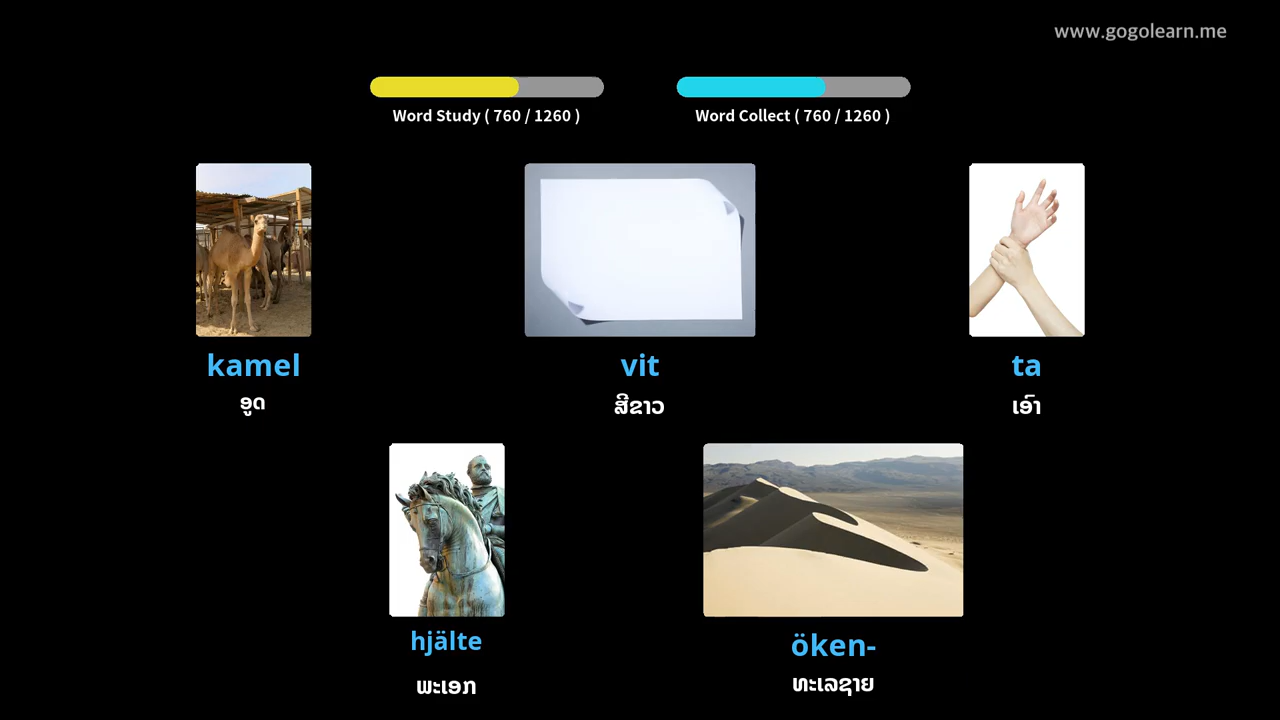 www.gogolearn.me
Word Study ( 760 / 1260 )
Word Collect ( 760 / 1260 )
kamel
ອູດ
vit
ສີຂາວ
ta
ເອົາ
hjälte
ພະເອກ
öken-
ທະເລຊາຍ